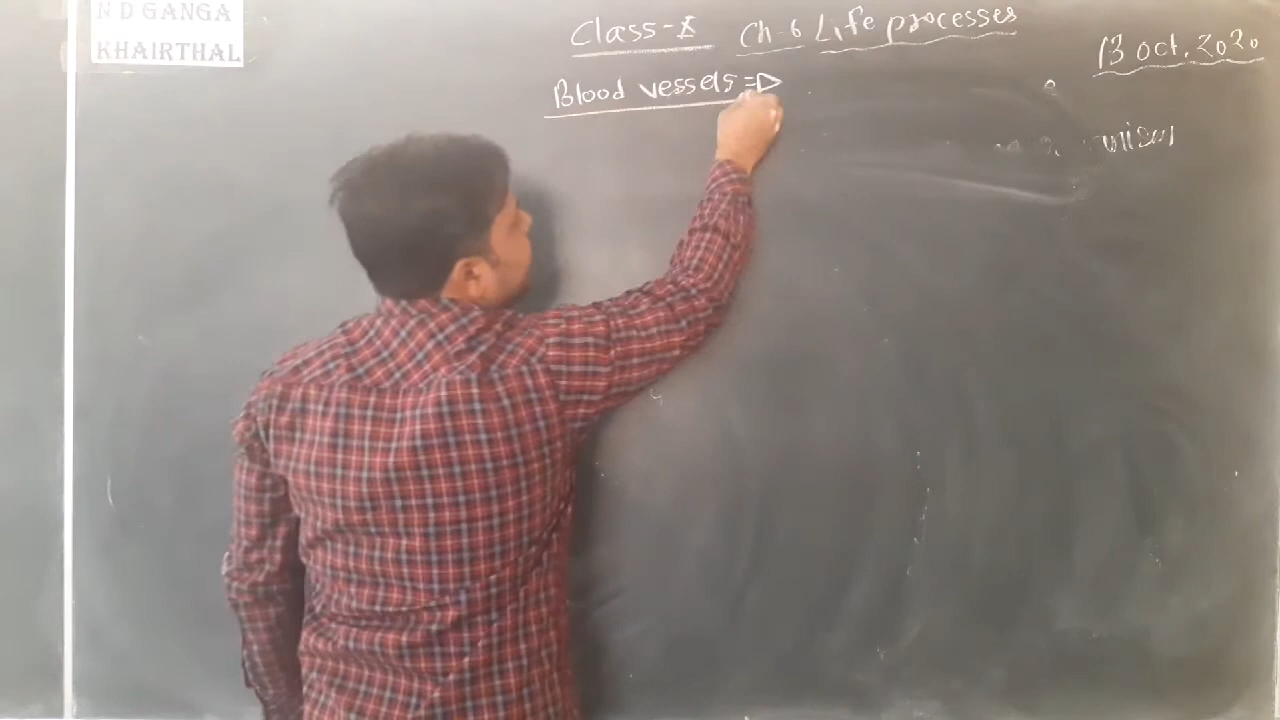 N D GANGA
KHAIRTHAL
Class-X Ch-6 Life processes
13 oct. 2020
Blood vessels =>